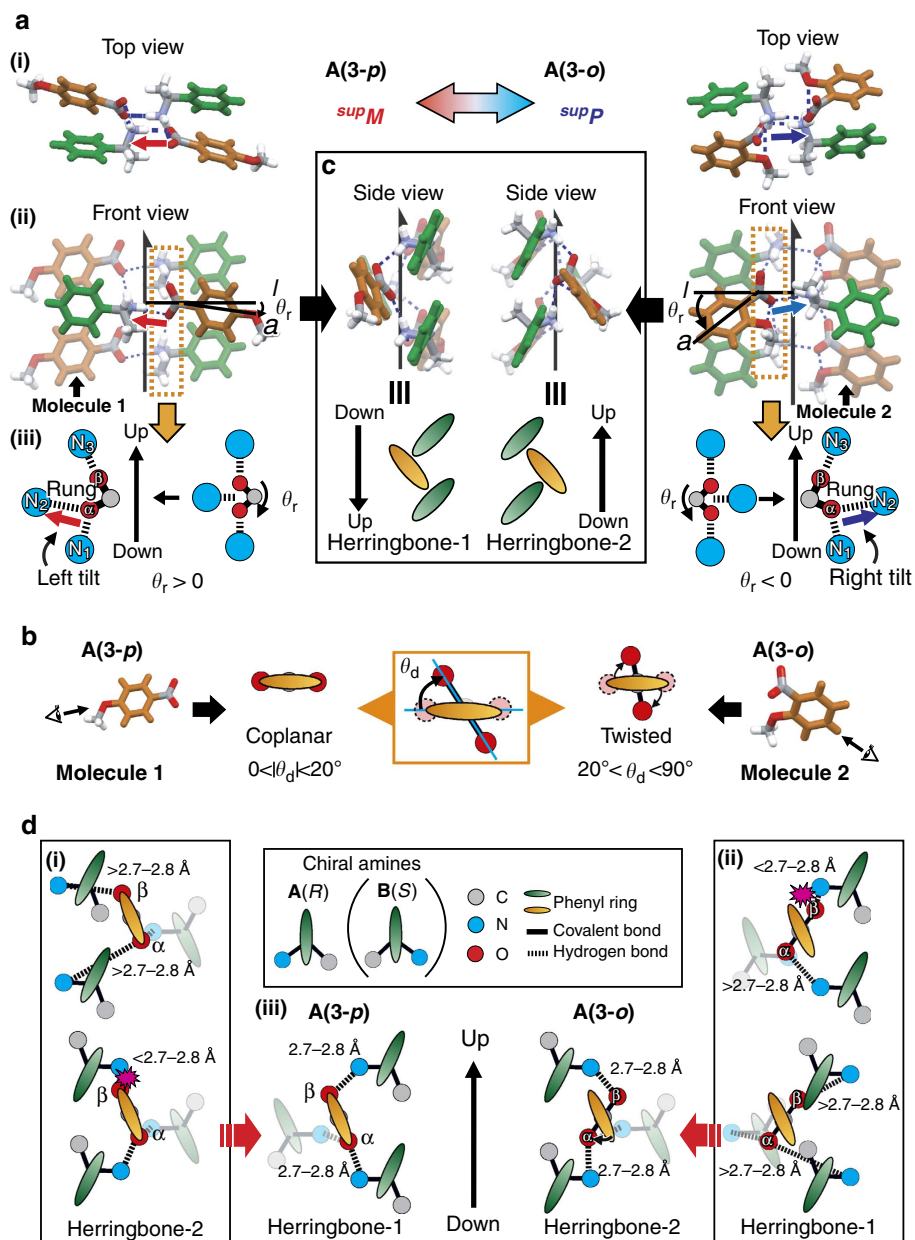 a
Top view
Top view
(i)
A(3-p)
A(3-o)
supM
supP
c
Side view
Side view
(ii)
Front view
Front view
l
θr
a
l
θr
a
Molecule 1
Molecule 2
Down
Up
Up
Down
Herringbone-1
Herringbone-2
(iii)
Up
Up
N3
β
Rung
N2
α
N1
θr
Down
Left tilt
θr > 0
θr
β
Rung
N2
α
N1
Down
Right tilt
θr < 0
b
A(3-p)
A(3-o)
θd
Coplanar
Twisted
0<|θd|<20°
20°< θd<90°
Molecule 1
Molecule 2
d
(i)
>2.7–2.8 Å
β
α
>2.7–2.8 Å
<2.7–2.8 Å
β
α
Herringbone-2
Chiral amines
A(R)
B(S)
C
N
O
Phenyl ring
Covalent bond
Hydrogen bond
(ii)
<2.7–2.8 Å
β
α
>2.7–2.8 Å
β
>2.7–2.8 Å
α
>2.7–2.8 Å
Herringbone-1
(iii)
A(3-p)
A(3-o)
2.7–2.8 Å
β
α
2.7–2.8 Å
Herringbone-1
Up
Down
2.7–2.8 Å
β
α
2.7–2.8 Å
Herringbone-2